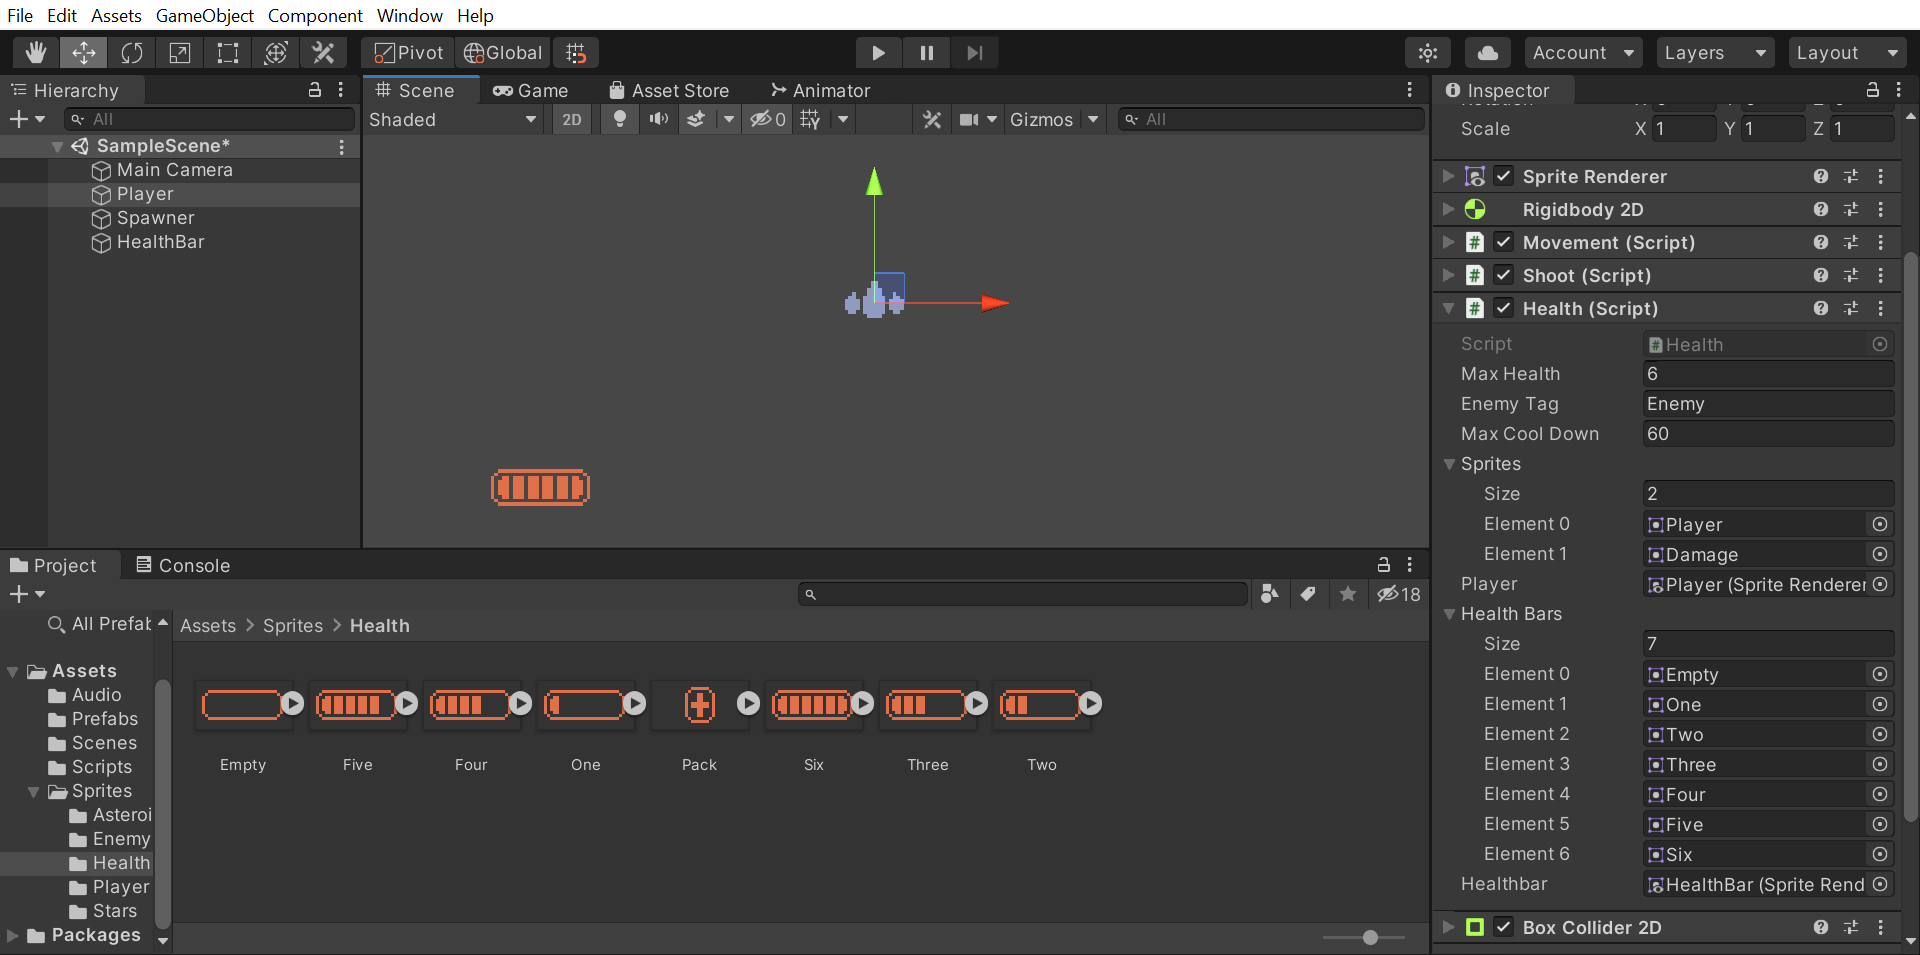 File Edit Assets GameObject Component Window Help
Pivot Global Account Layers Layout
Hierarchy
All
SampleScene*
Main Camera
Player
Spawner
HealthBar
Scene Game Asset Store Animator
Shaded 2D 0 Gizmos All
Inspector
Scale X 1 Y 1 Z 1
Sprite Renderer
Rigidbody 2D
Movement (Script)
Shoot (Script)
Health (Script)
Script Health
Max Health 6
Enemy Tag Enemy
Max Cool Down 60
Sprites
Size 2
Element 0 Player
Element 1 Damage
Player Player (Sprite Renderer
Health Bars
Size 7
Element 0 Empty
Element 1 One
Element 2 Two
Element 3 Three
Element 4 Four
Element 5 Five
Element 6 Six
Healthbar HealthBar (Sprite Rend
Box Collider 2D
Project Console
18
All Prefab
Assets
Audio
Prefabs
Scenes
Scripts
Sprites
Asteroi
Enemy
Health
Player
Stars
Packages
Assets > Sprites > Health
Empty Five Four One Pack Six Three Two